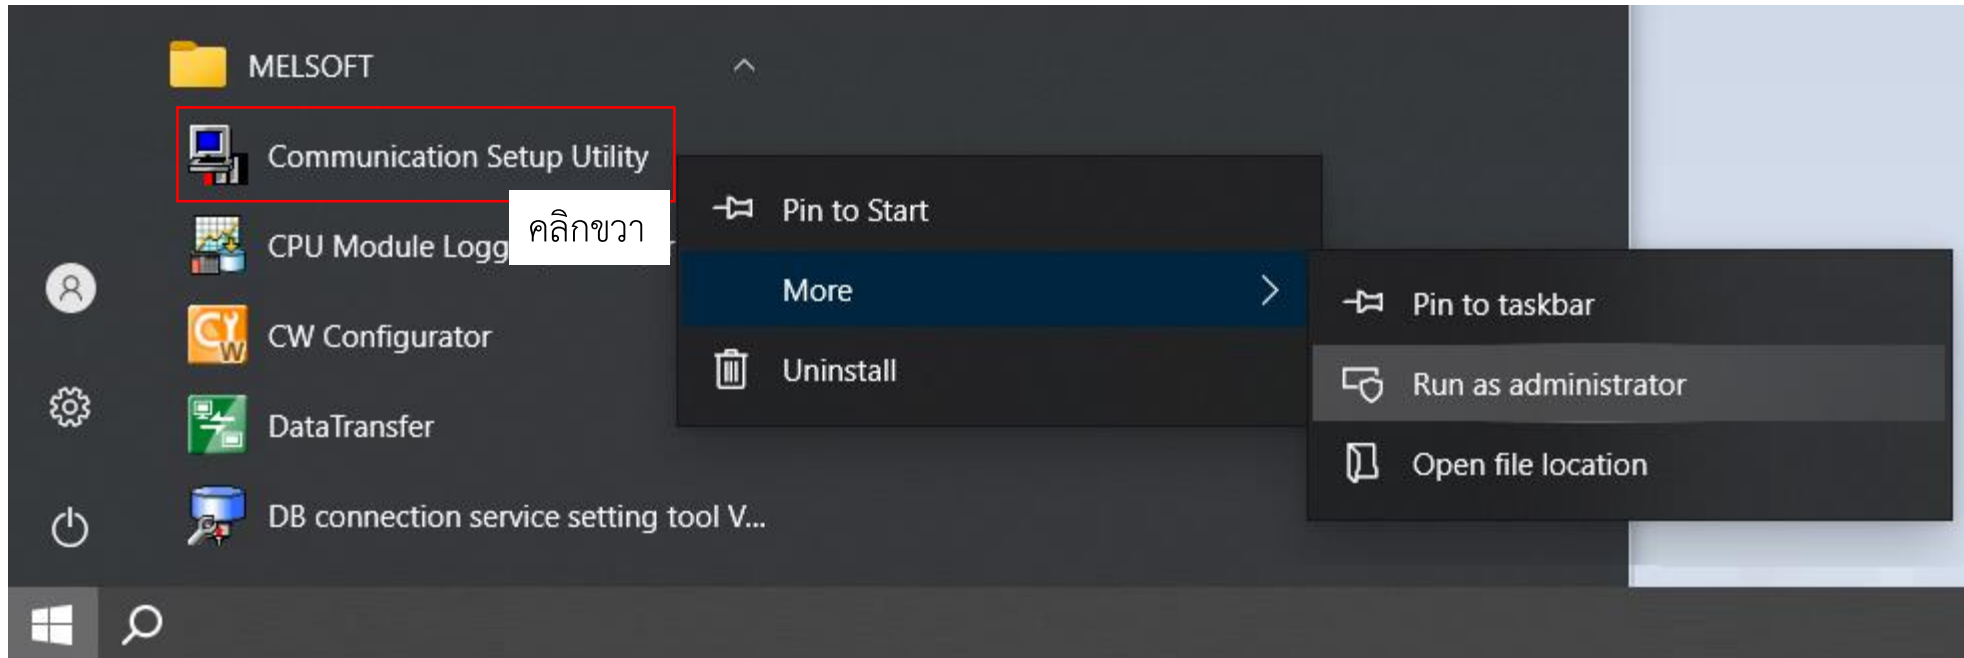 MELSOFT
Communication Setup Utility
คลิกขวา
CPU Module Logg
CW Configurator
DataTransfer
DB connection service setting tool V...
Pin to Start
More
Uninstall
Pin to taskbar
Run as administrator
Open file location